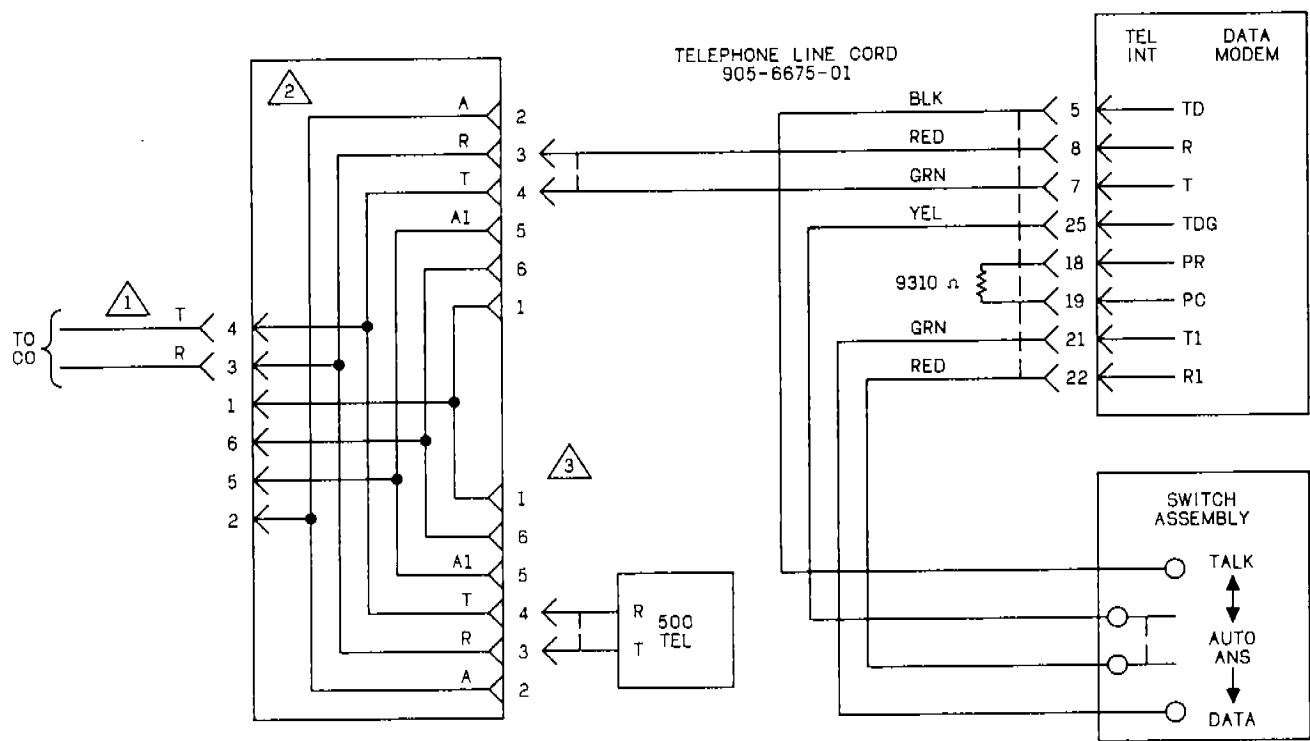 TELEPHONE LINE CORD
905-6675-01
TEL
INT
DATA
MODEM
2
A
2
R
3
T
4
A1
5
6
1
BLK
5
TD
RED
8
R
GRN
7
T
YEL
25
TDG
9310 Ω
18
PR
19
PC
GRN
21
T1
RED
22
R1
TO
CO
1
T
4
R
3
1
6
5
2
3
1
6
A1
5
T
4
R
3
A
2
R
T
500
TEL
SWITCH
ASSEMBLY
TALK
AUTO
ANS
DATA